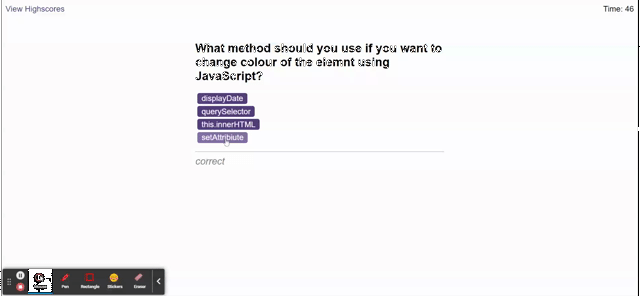 View Highscores
Time: 46
What method should you use if you want to
change colour of the elemnt using
JavaScript?
displayDate
querySelector
this.innerHTML
setAttribiute
correct
Pen
Rectangle
Stickers
Eraser